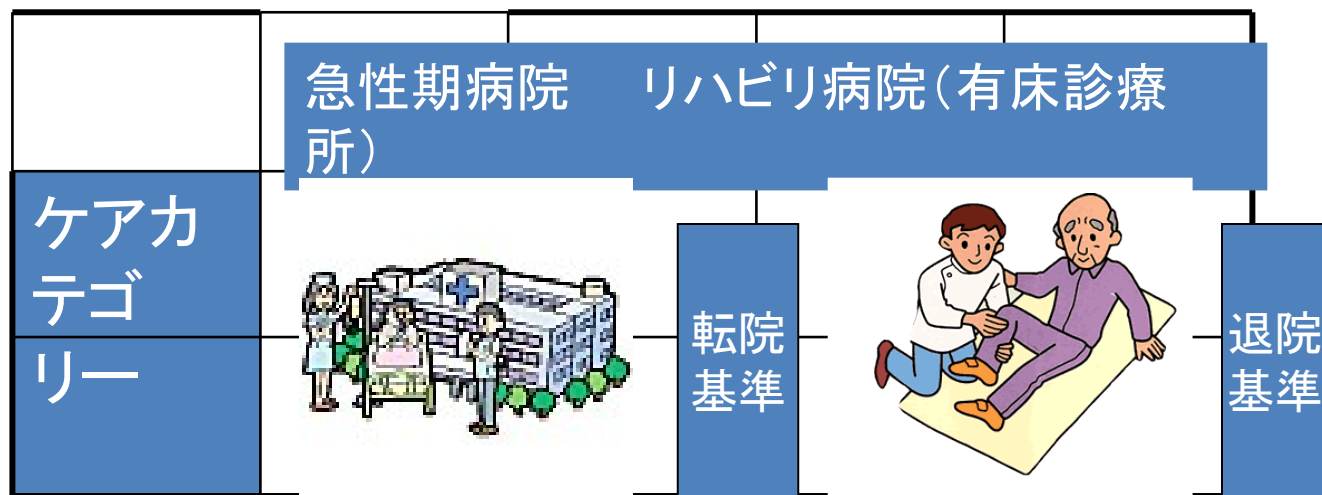 急性期病院　リハビリ病院（有床診療
所）
ケアカ
テゴ
リー
転院
基準
退院
基準